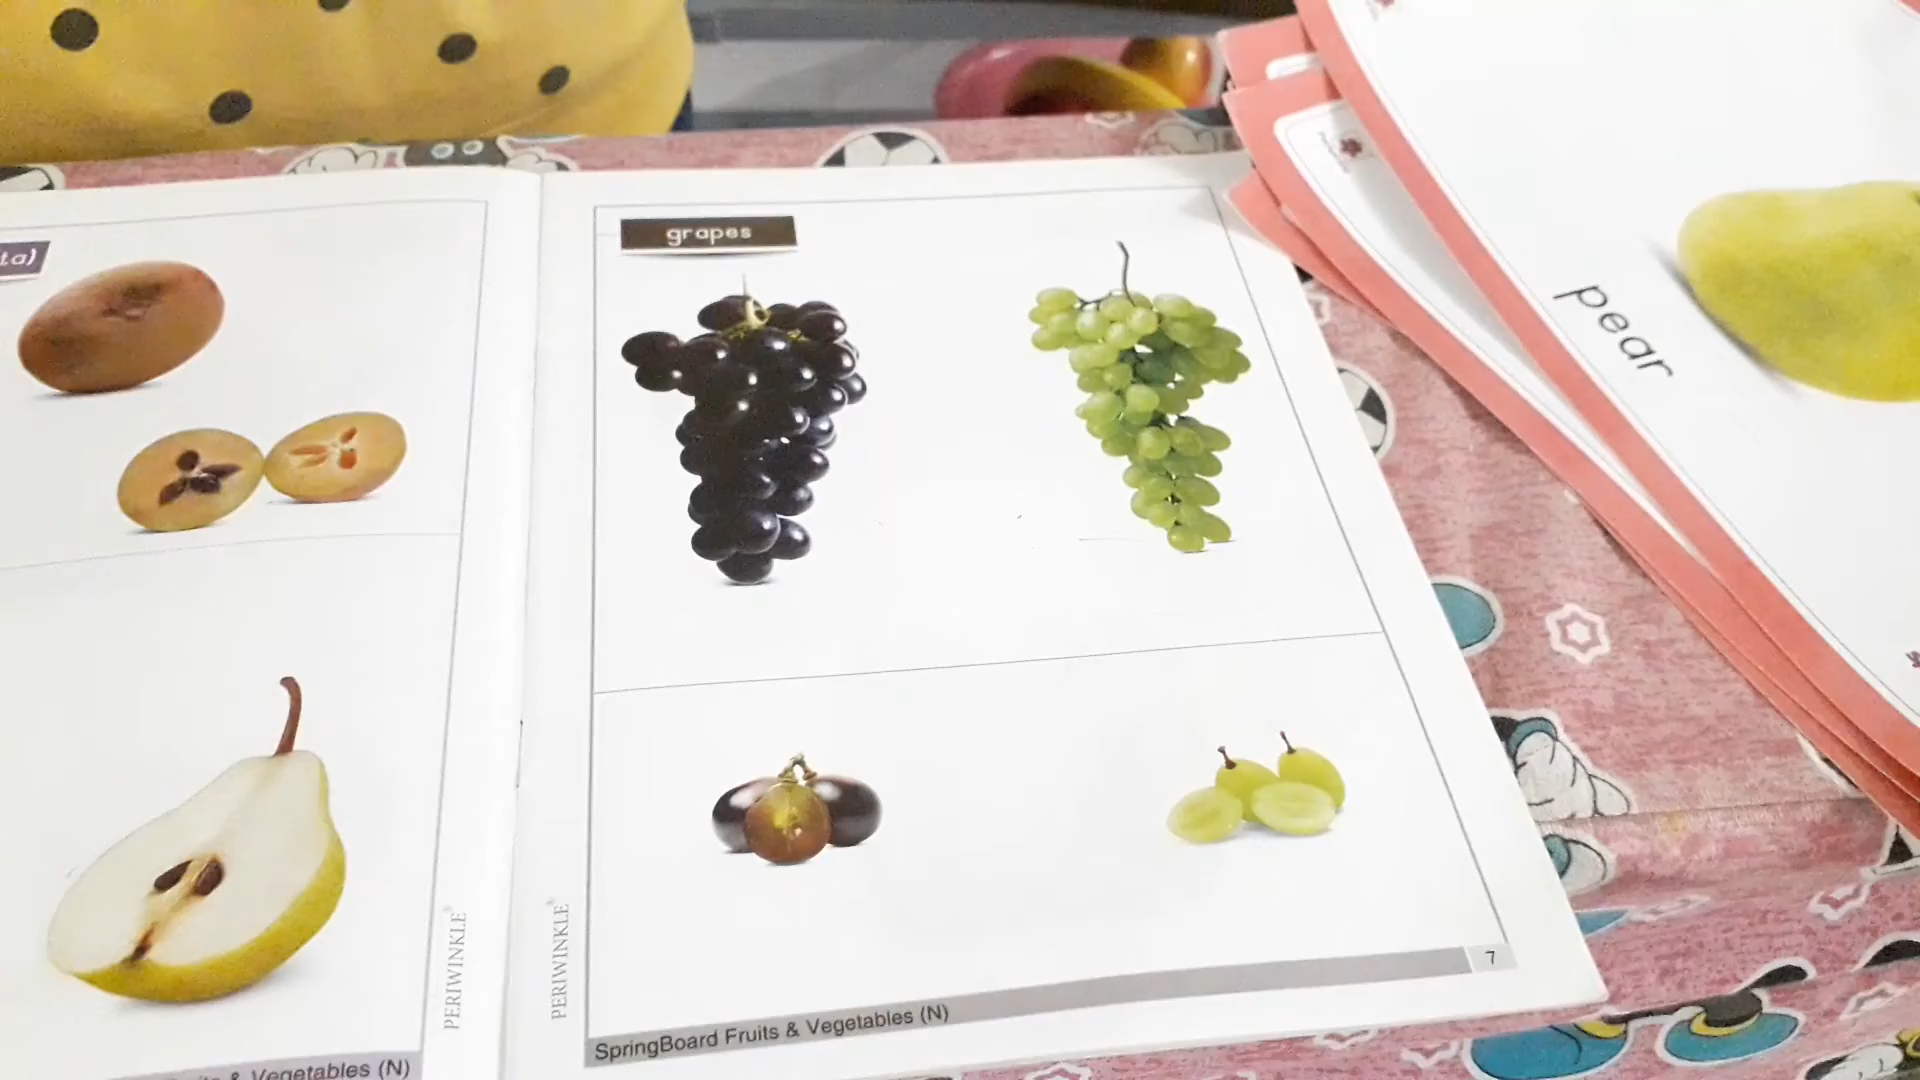 ta)
grapes
pear
PERIWINKLE
PERIWINKLE
7
SpringBoard Fruits & Vegetables (N)
& Vegetables (N)